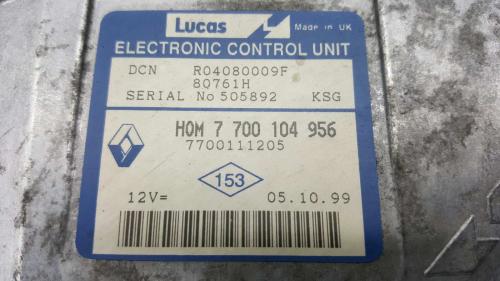 Lucas
Made in UK
ELECTRONIC CONTROL UNIT
DCN R04080009F
80761H
SERIAL No 505892 KSG
HOM 7 700 104 956
7700111205
153
12V= 05.10.99